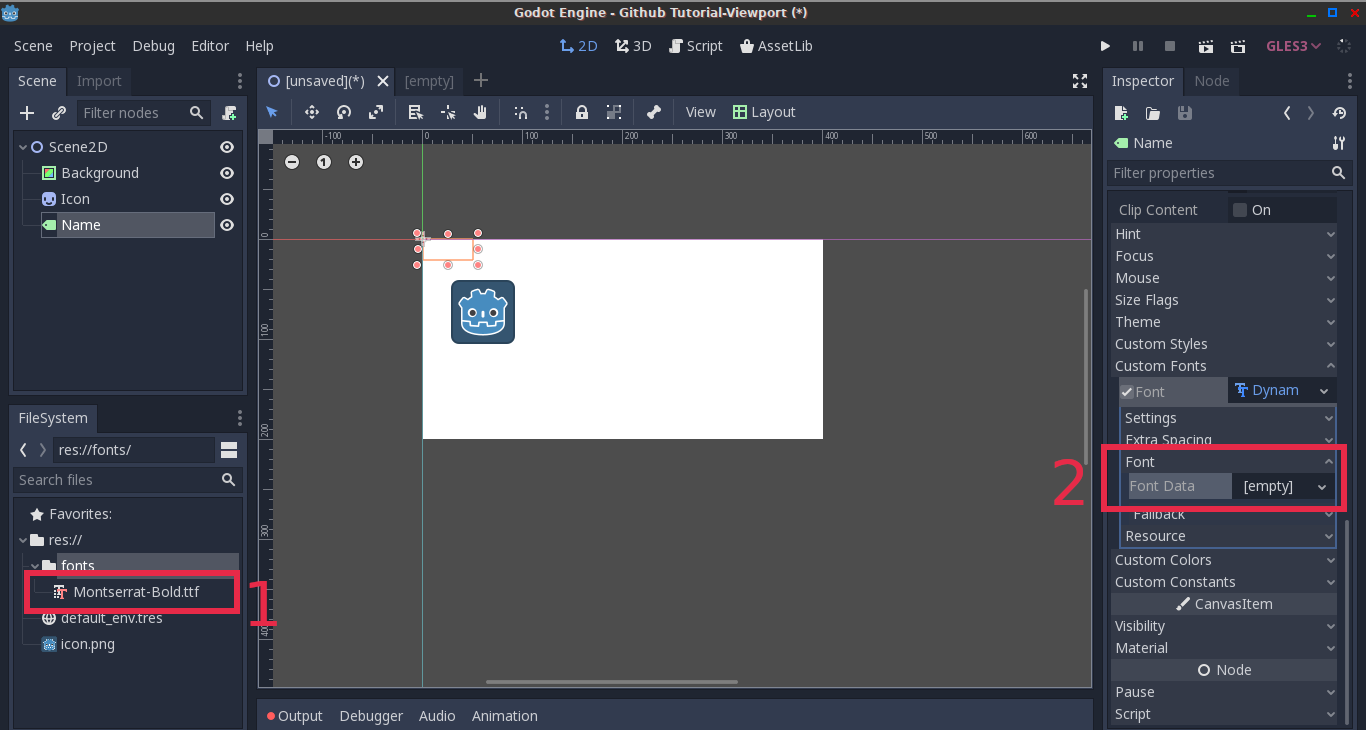 Godot Engine - Github Tutorial-Viewport (*)
Scene Project Debug Editor Help
2D 3D Script AssetLib
GLES3
Scene Import
[unsaved](*) [empty]
Inspector Node
Filter nodes
View Layout
-100 0 100 200 300 400 500 600
Scene2D
Background
Icon
Name
1
0
100
200
300
400
Name
Filter properties
Clip Content On
Hint
Focus
Mouse
Size Flags
Theme
Custom Styles
Custom Fonts
Font Dynam
Settings
Extra Spacing
Font
Font Data [empty]
2
Fallback
Resource
Custom Colors
Custom Constants
CanvasItem
Visibility
Material
Node
Pause
Script
FileSystem
res://fonts/
Search files
Favorites:
res://
fonts
Montserrat-Bold.ttf
1
default_env.tres
icon.png
Output Debugger Audio Animation